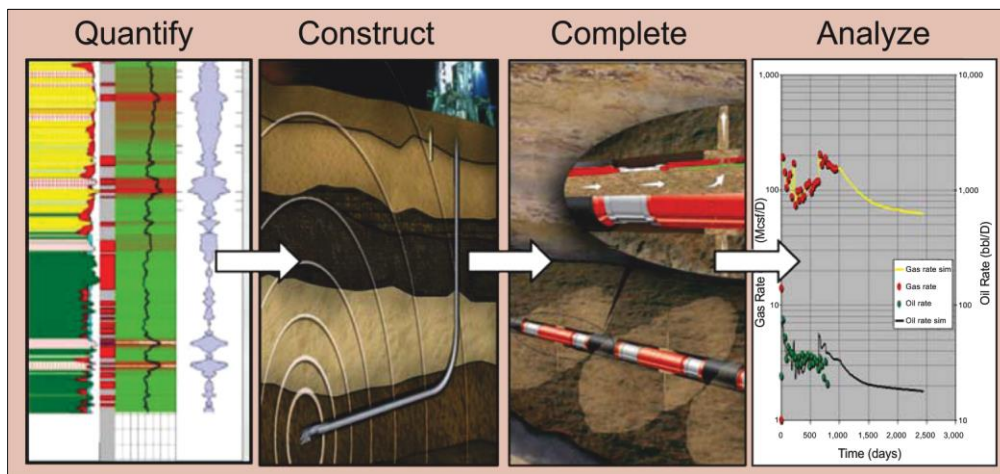 Quantify
Construct
Complete
Analyze
1,000
10,000
100
1,000
10
100
1
10
Gas Rate (Mcsf/D)
Oil Rate (bbl/D)
Gas rate sim
Gas rate
Oil rate
Oil rate sim
0
500
1,000
1,500
2,000
2,500
3,000
Time (days)